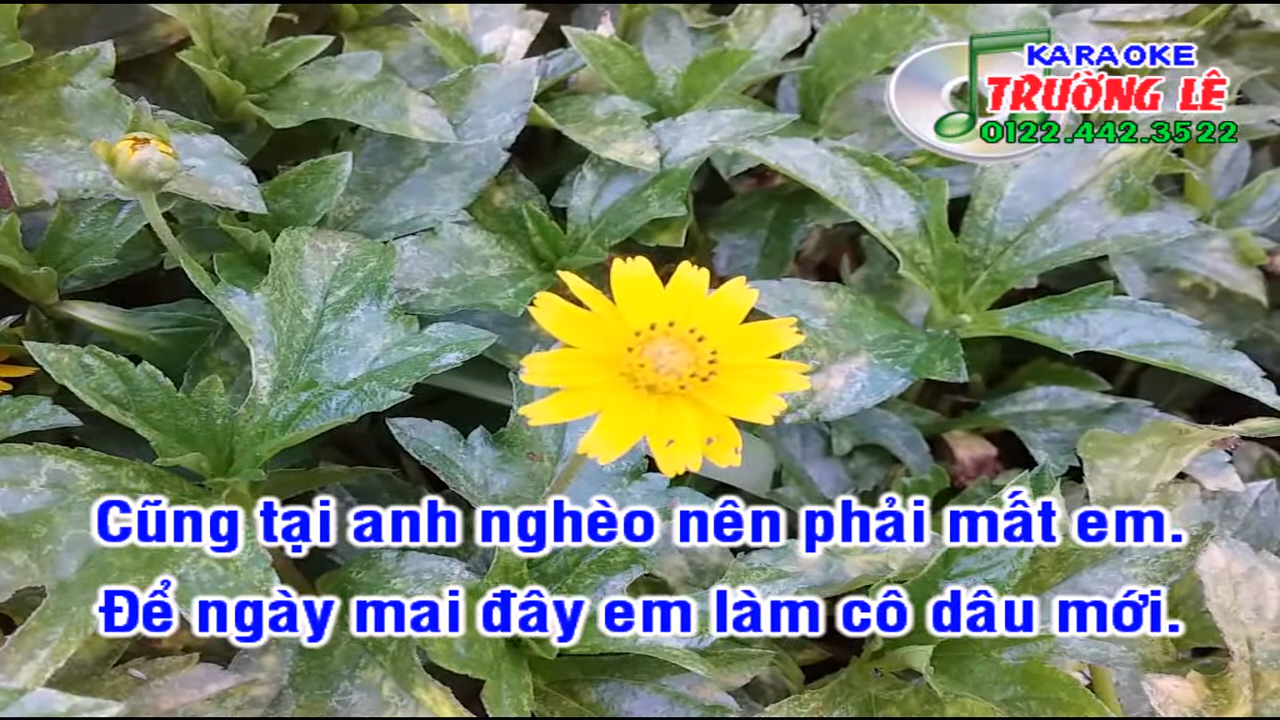 KARAOKE
TRƯỜNG LÊ
0122.442.3522
Cũng tại anh nghèo nên phải mất em.
Để ngày mai đây em làm cô dâu mới.